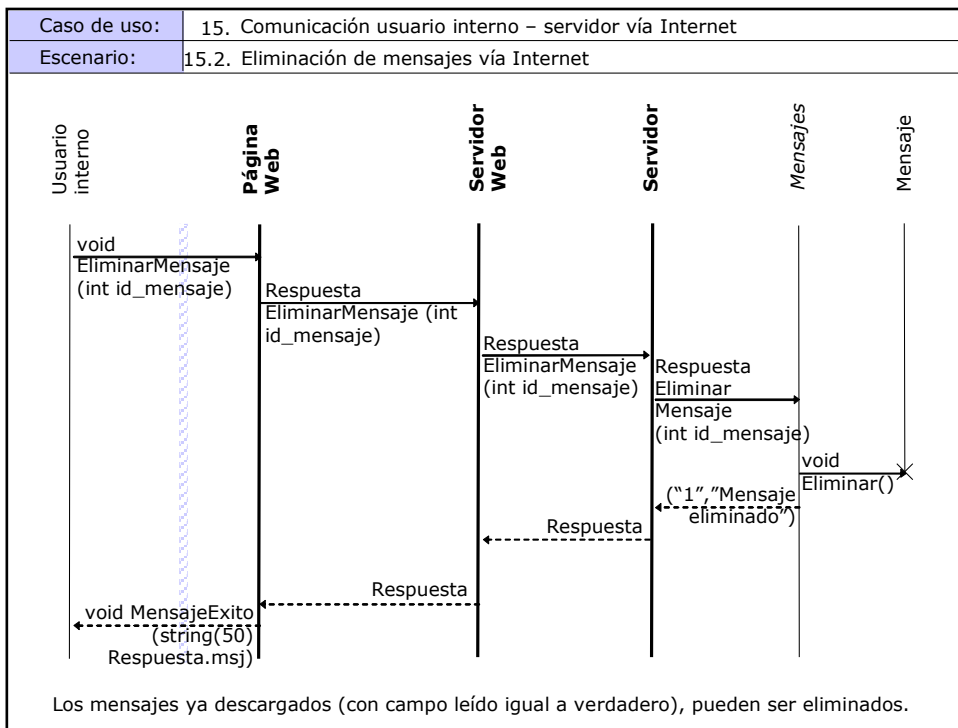 Caso de uso: 15. Comunicación usuario interno – servidor vía Internet
Escenario: 15.2. Eliminación de mensajes vía Internet
Usuario
interno
Página
Web
Servidor
Web
Servidor
Mensajes
Mensaje
void
EliminarMensaje
(int id_mensaje)
Respuesta
EliminarMensaje (int
id_mensaje)
Respuesta
EliminarMensaje
(int id_mensaje)
Respuesta
Eliminar
Mensaje
(int id_mensaje)
void
Eliminar()
(“1”,”Mensaje
eliminado”)
Respuesta
Respuesta
void MensajeExito
(string(50)
Respuesta.msj)
Los mensajes ya descargados (con campo leído igual a verdadero), pueden ser eliminados.